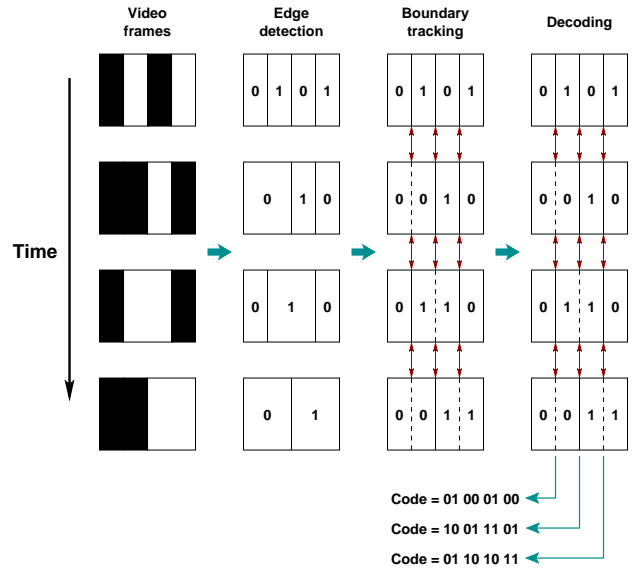 Video frames
Edge detection
Boundary tracking
Decoding
0 1 0 1
0 1 0 1
0 1 0 1
0 1 0
0 0 1 0
0 0 1 0
Time
0 1 0
0 1 1 0
0 1 1 0
0 1
0 0 1 1
0 0 1 1
Code = 01 00 01 00
Code = 10 01 11 01
Code = 01 10 10 11